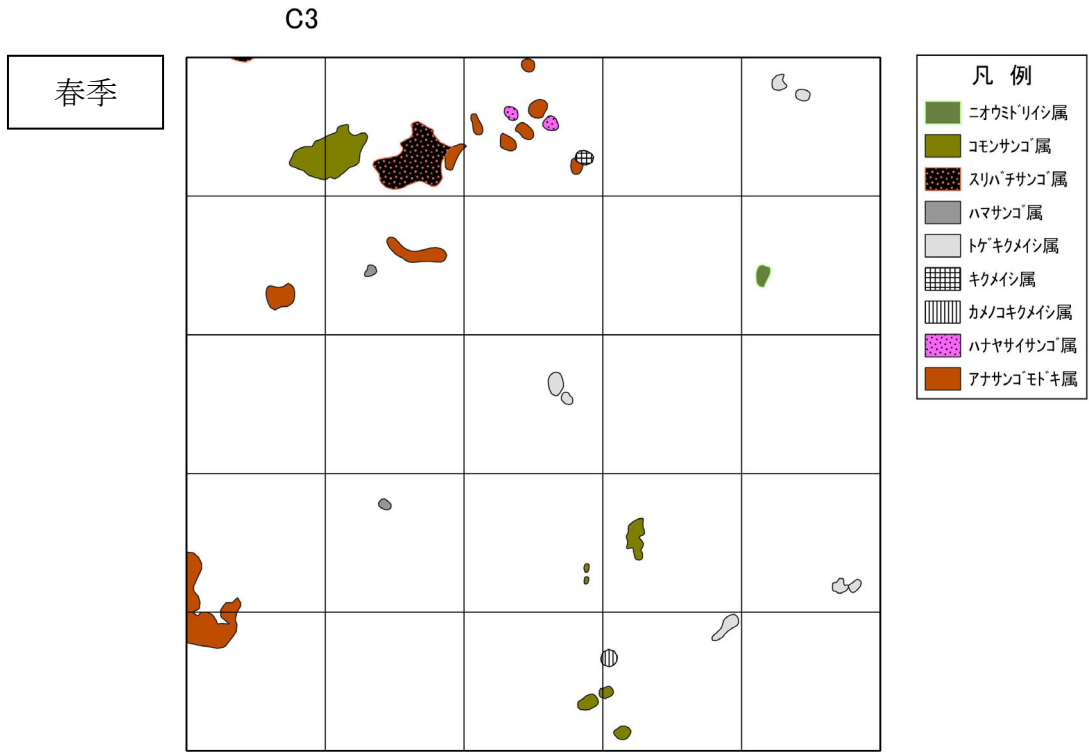 C3
春季
凡 例
ﾆｵｳﾐﾄﾞﾘｲｼ属
ｺﾓﾝｻﾝｺﾞ属
ｽﾘﾊﾞﾁｻﾝｺﾞ属
ﾊﾏｻﾝｺﾞ属
ﾄｹﾞｷｸﾒｲｼ属
ｷｸﾒｲｼ属
ｶﾒﾉｺｷｸﾒｲｼ属
ﾊﾅﾔｻｲｻﾝｺﾞ属
ｱﾅｻﾝｺﾞﾓﾄﾞｷ属